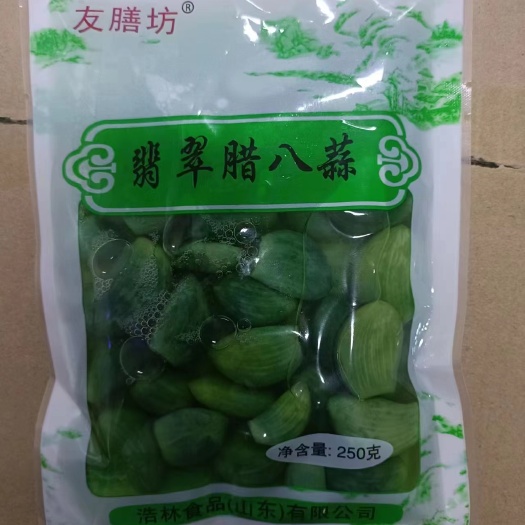 友膳坊®
翡翠腊八蒜
净含量: 250克
浩林食品(山东)有限公司